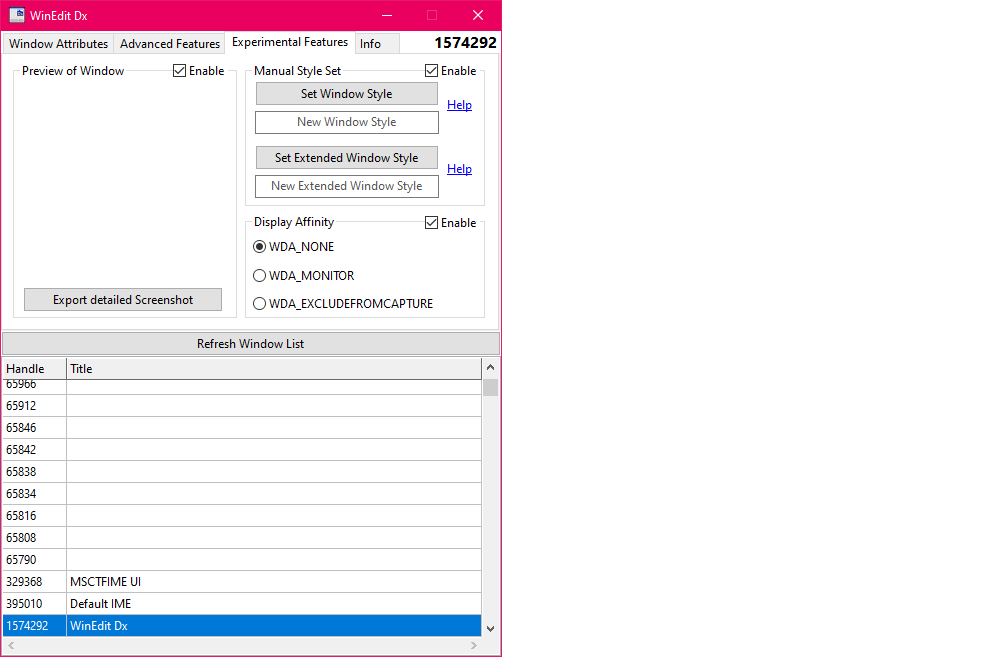 WinEdit Dx
Window Attributes Advanced Features Experimental Features Info 1574292
Preview of Window Enable
Export detailed Screenshot
Manual Style Set Enable
Set Window Style
Help
New Window Style
Set Extended Window Style
Help
New Extended Window Style
Display Affinity Enable
WDA_NONE
WDA_MONITOR
WDA_EXCLUDEFROMCAPTURE
Refresh Window List
Handle Title
65966
65912
65846
65842
65838
65834
65816
65808
65790
329368 MSCTFIME UI
395010 Default IME
1574292 WinEdit Dx